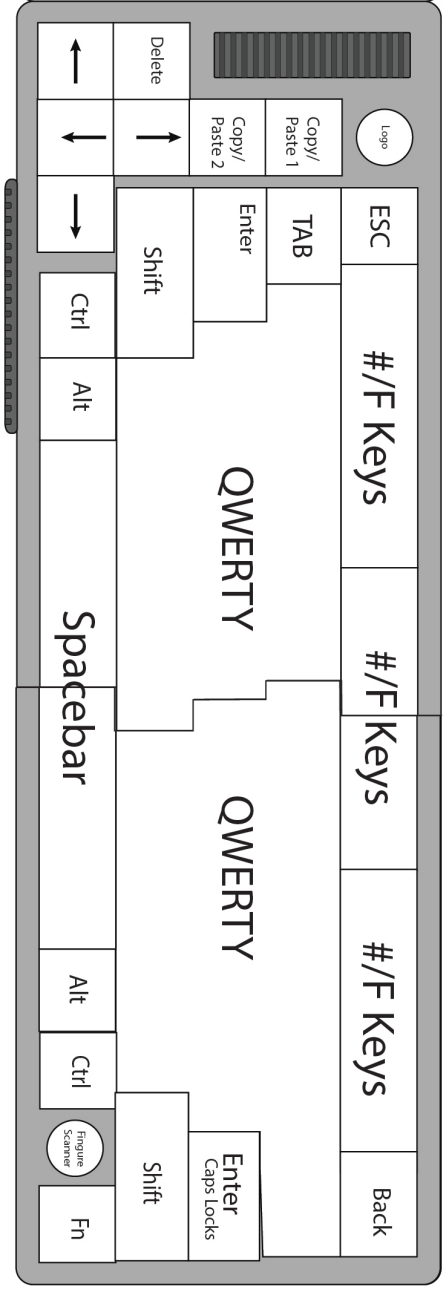 Logo
ESC
#/F Keys
#/F Keys
#/F Keys
Back
Copy/
Paste 1
TAB
Copy/
Paste 2
Enter
QWERTY
QWERTY
Enter
Caps Locks
Delete
Shift
Shift
Ctrl
Alt
Spacebar
Alt
Ctrl
Fingure
Scanner
Fn